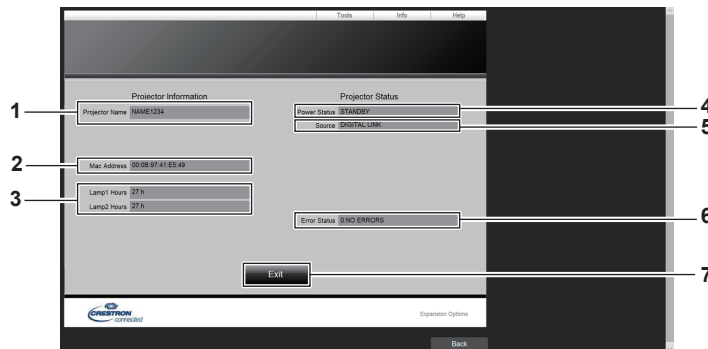 Tools Info Help
Projector Information Projector Status
1 Projector Name NAME1234 Power Status STANDBY 4
Source DIGITAL LINK 5
2 Mac Address 00:0B:97:41:E5:49
3 Lamp1 Hours 27 h
Lamp2 Hours 27 h
Error Status 0:NO ERRORS 6
Exit 7
CRESTRON
connected
Expansion Options
Back